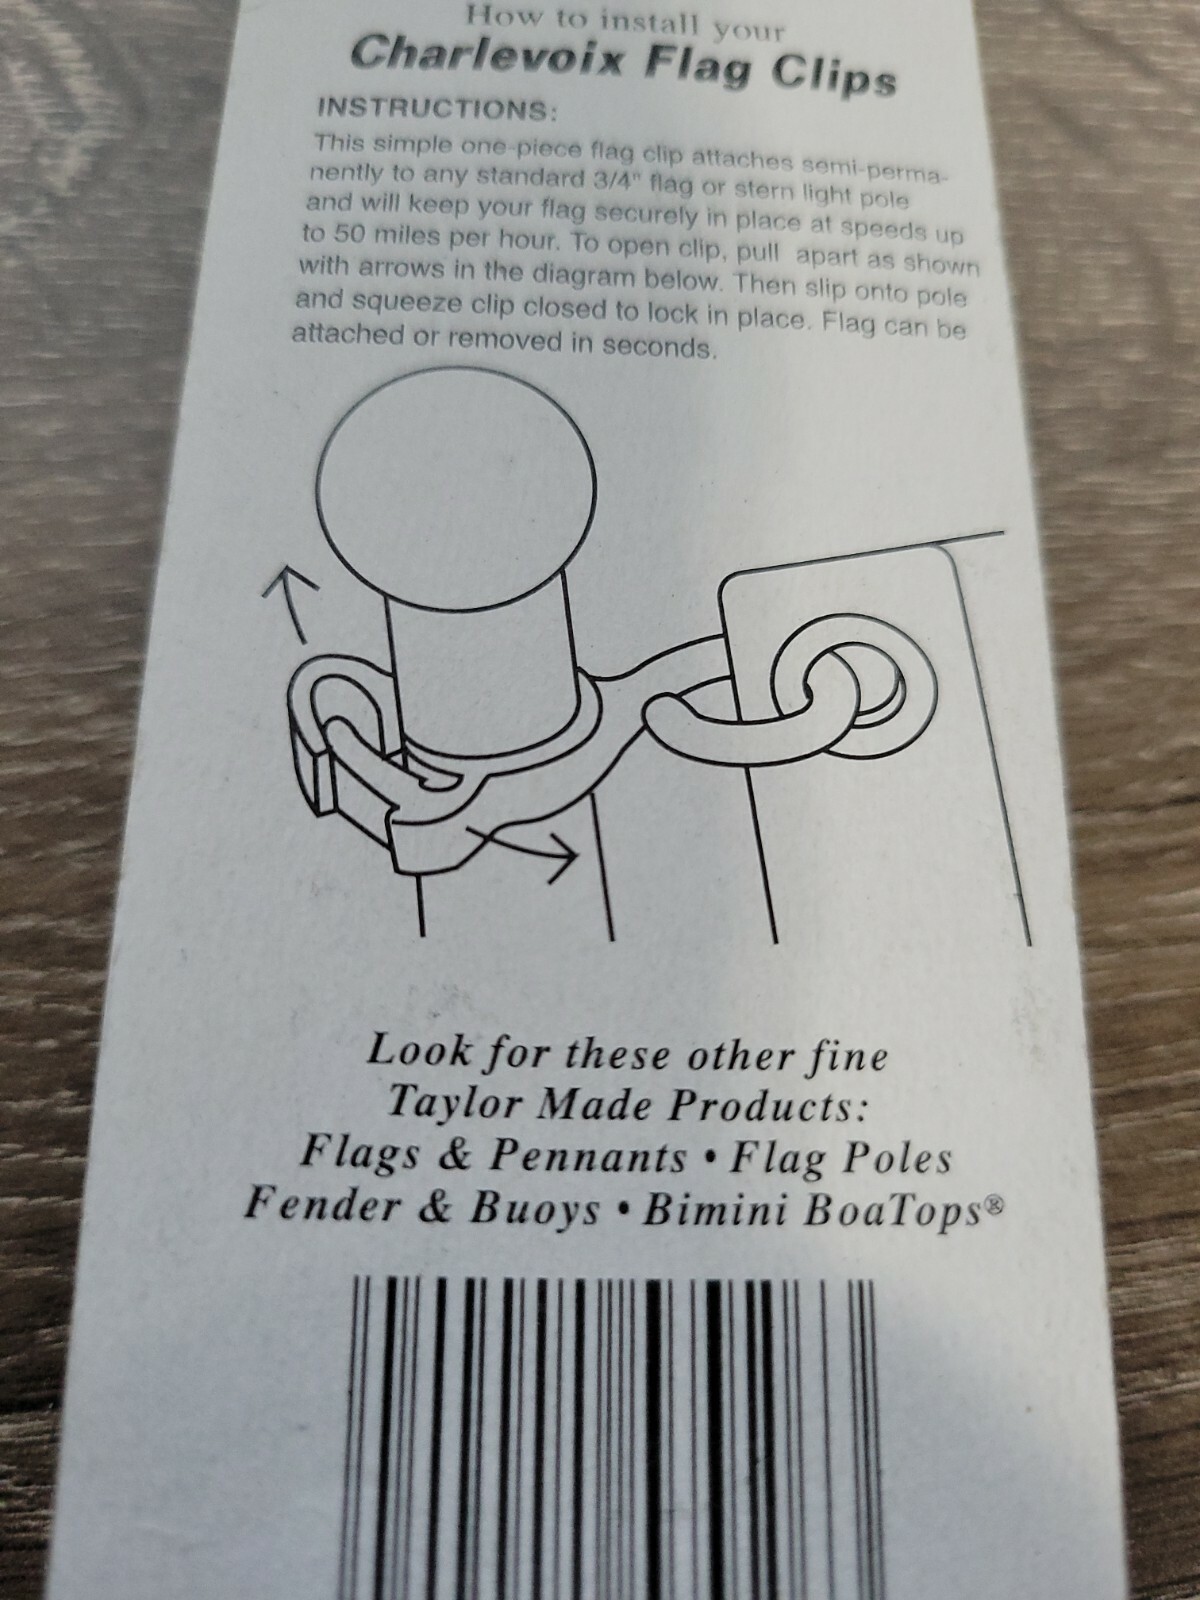 How to install your
Charlevoix Flag Clips
INSTRUCTIONS:
This simple one-piece flag clip attaches semi-perma-
nently to any standard 3/4" flag or stern light pole
and will keep your flag securely in place at speeds up
to 50 miles per hour. To open clip, pull apart as shown
with arrows in the diagram below. Then slip onto pole
and squeeze clip closed to lock in place. Flag can be
attached or removed in seconds.
Look for these other fine
Taylor Made Products:
Flags & Pennants • Flag Poles
Fender & Buoys • Bimini BoaTops®